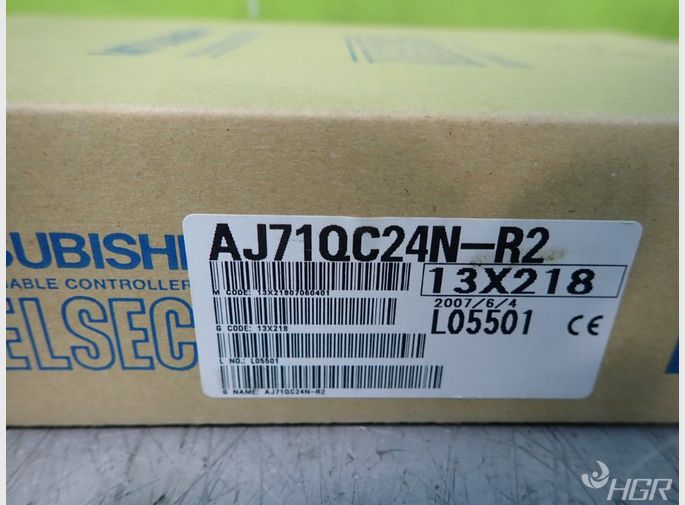 UBISHI
ABLE CONTROLLER
ELSEC
AJ71QC24N-R2
13X218
M CODE: 13X21807060401
2007/6/4
L05501
CE
G CODE: 13X218
L NO.: L05501
G NAME: AJ71QC24N-R2
HGR